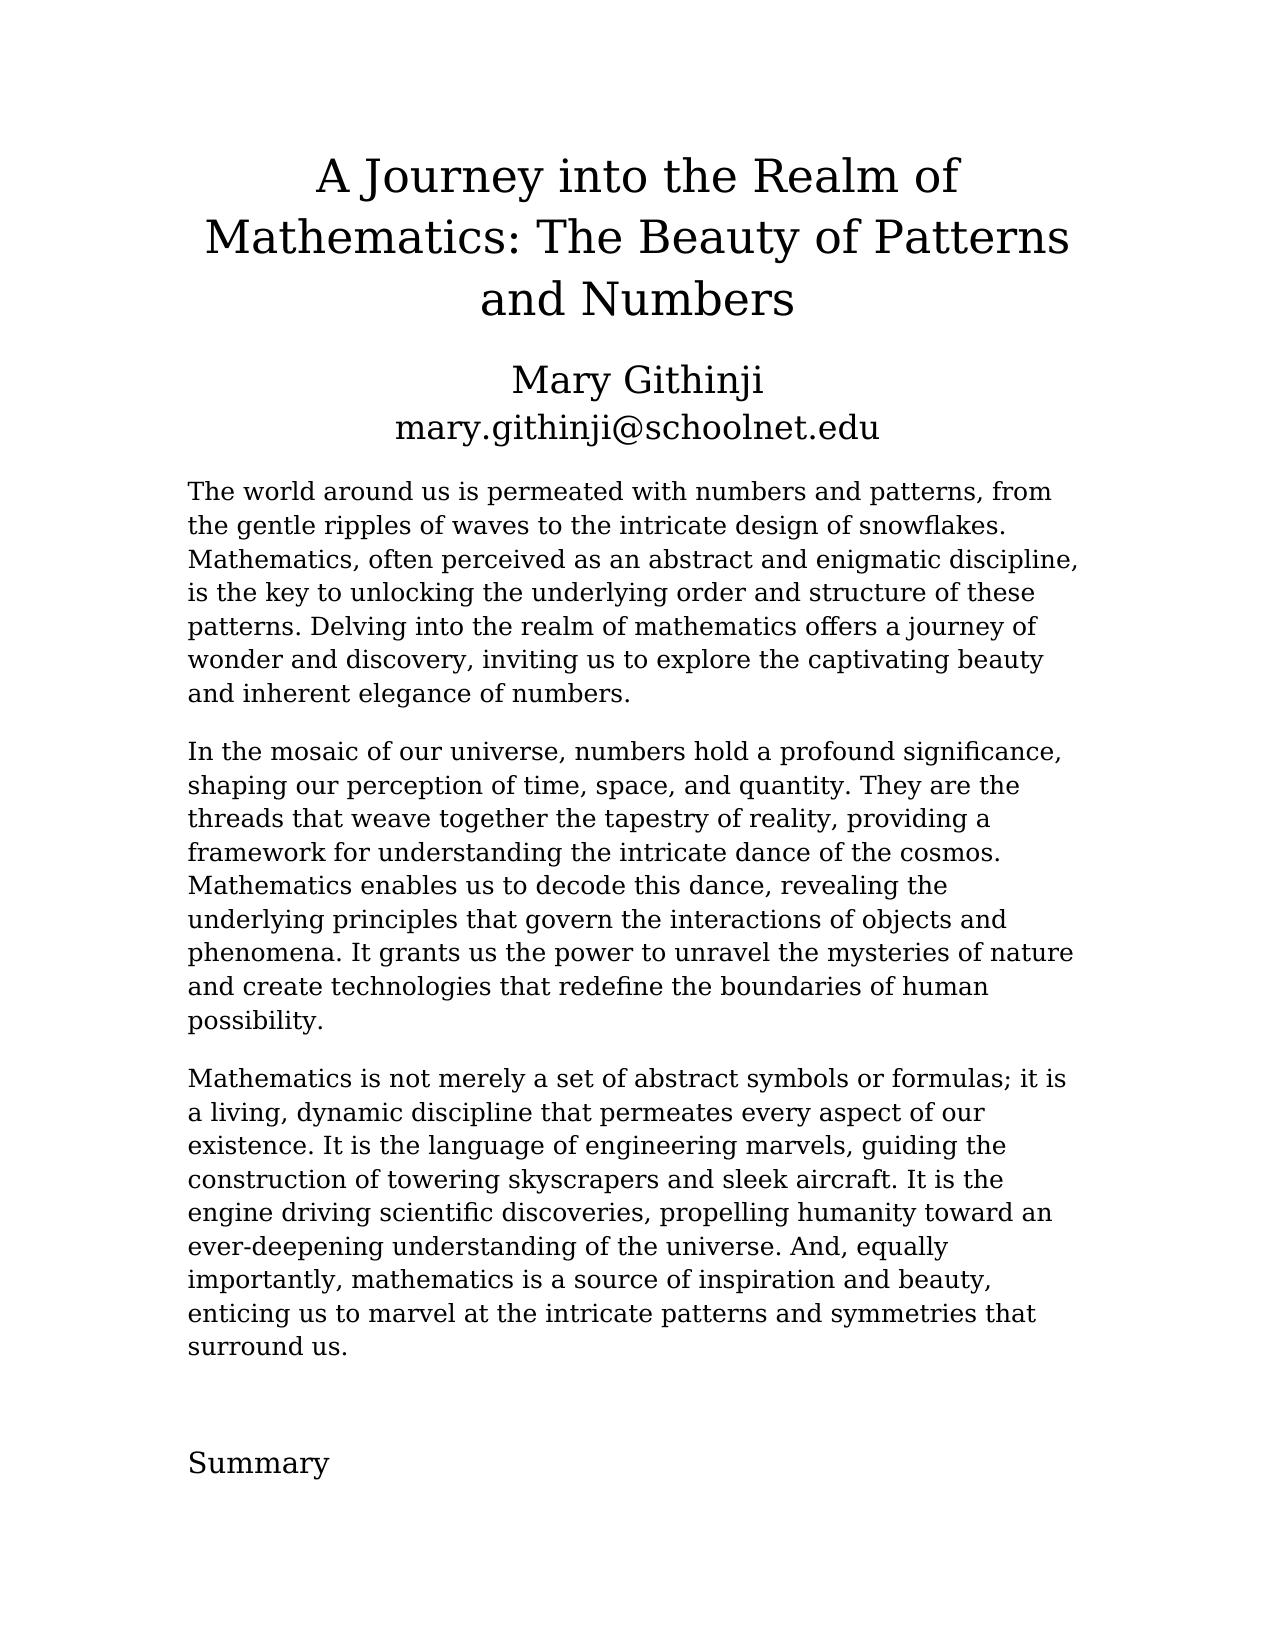 A Journey into the Realm of
Mathematics: The Beauty of Patterns
and Numbers
Mary Githinji
mary.githinji@schoolnet.edu
The world around us is permeated with numbers and patterns, from
the gentle ripples of waves to the intricate design of snowflakes.
Mathematics, often perceived as an abstract and enigmatic discipline,
is the key to unlocking the underlying order and structure of these
patterns. Delving into the realm of mathematics offers a journey of
wonder and discovery, inviting us to explore the captivating beauty
and inherent elegance of numbers.
In the mosaic of our universe, numbers hold a profound significance,
shaping our perception of time, space, and quantity. They are the
threads that weave together the tapestry of reality, providing a
framework for understanding the intricate dance of the cosmos.
Mathematics enables us to decode this dance, revealing the
underlying principles that govern the interactions of objects and
phenomena. It grants us the power to unravel the mysteries of nature
and create technologies that redefine the boundaries of human
possibility.
Mathematics is not merely a set of abstract symbols or formulas; it is
a living, dynamic discipline that permeates every aspect of our
existence. It is the language of engineering marvels, guiding the
construction of towering skyscrapers and sleek aircraft. It is the
engine driving scientific discoveries, propelling humanity toward an
ever-deepening understanding of the universe. And, equally
importantly, mathematics is a source of inspiration and beauty,
enticing us to marvel at the intricate patterns and symmetries that
surround us.
Summary